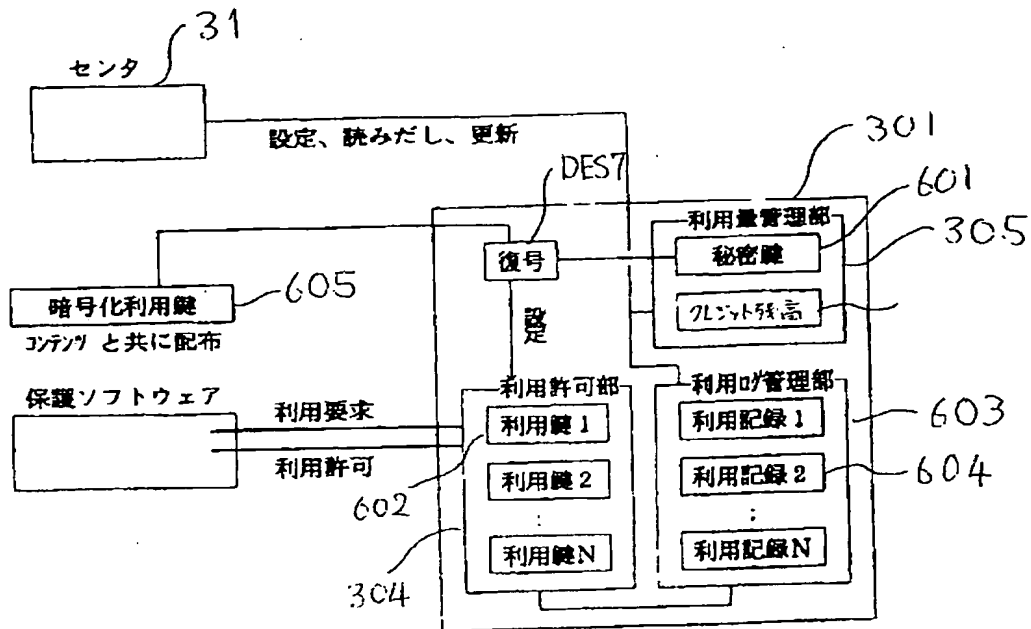 31
センタ
設定、読みだし、更新
301
DES7
601
利用量管理部
305
復号
秘密鍵
605
暗号化利用鍵
クレジット残高
コンテンツ と共に配布
設定
保護ソフトウェア
利用許可部
利用ログ管理部
利用要求
利用鍵1
利用記録1
603
利用許可
602
利用鍵2
利用記録2
604
⋮
⋮
利用鍵N
利用記録N
304